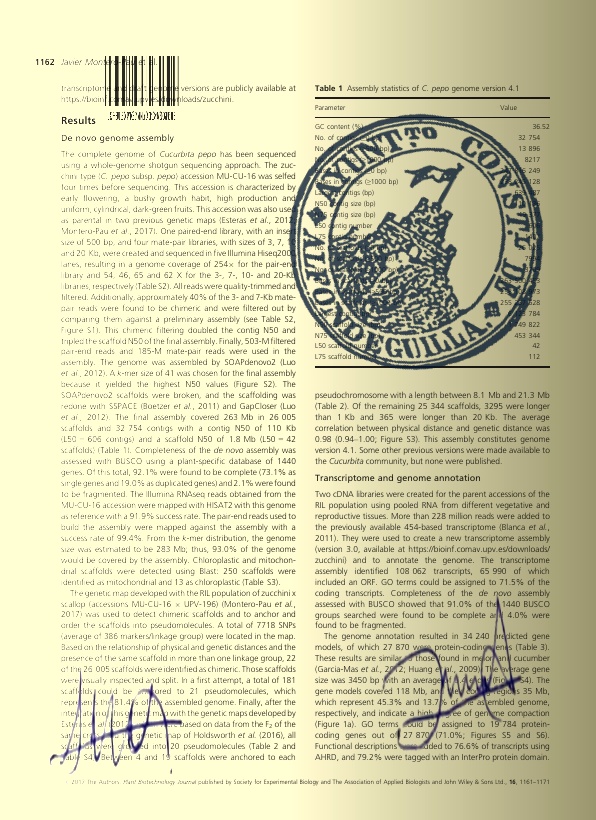 1162 Javier Montero-Pau et al.
transcriptome and draft genome versions are publicly available at
https://bioinf.comav.upv.es/downloads/zucchini.
Results
De novo genome assembly
The complete genome of Cucurbita pepo has been sequenced
using a whole-genome shotgun sequencing approach. The zuc-
chini type (C. pepo subsp. pepo) accession MU-CU-16 was selfed
four times before sequencing. This accession is characterized by
early flowering, a bushy growth habit, high production and
uniform, cylindrical, dark-green fruits. This accession was also used
as parental in two previous genetic maps (Esteras et al., 2012;
Montero-Pau et al., 2017). One paired-end library, with an insert
size of 500 bp, and four mate-pair libraries, with sizes of 3, 7, 10
and 20 Kb, were created and sequenced in five Illumina Hiseq2000
lanes, resulting in a genome coverage of 254× for the pair-end
library and 54, 46, 65 and 62 X for the 3-, 7-, 10- and 20-Kb
libraries, respectively (Table S2). All reads were quality-trimmed and
filtered. Additionally, approximately 40% of the 3- and 7-Kb mate-
pair reads were found to be chimeric and were filtered out by
comparing them against a preliminary assembly (see Table S2,
Figure S1). This chimeric filtering doubled the contig N50 and
tripled the scaffold N50 of the final assembly. Finally, 503-M filtered
pair-end reads and 185-M mate-pair reads were used in the
assembly. The genome was assembled by SOAPdenovo2 (Luo
et al., 2012). A k-mer size of 41 was chosen for the final assembly
because it yielded the highest N50 values (Figure S2). The
SOAPdenovo2 scaffolds were broken, and the scaffolding was
redone with SSPACE (Boetzer et al., 2011) and GapCloser (Luo
et al., 2012). The final assembly covered 263 Mb in 26 005
scaffolds and 32 754 contigs with a contig N50 of 110 Kb
(L50 = 606 contigs) and a scaffold N50 of 1.8 Mb (L50 = 42
scaffolds) (Table 1). Completeness of the de novo assembly was
assessed with BUSCO using a plant-specific database of 1440
genes. Of this total, 92.1% were found to be complete (73.1% as
single genes and 19.0% as duplicated genes) and 2.1% were found
to be fragmented. The Illumina RNAseq reads obtained from the
MU-CU-16 accession were mapped with HISAT2 with this genome
as reference with a 91.9% success rate. The pair-end reads used to
build the assembly were mapped against the assembly with a
success rate of 99.4%. From the k-mer distribution, the genome
size was estimated to be 283 Mb; thus, 93.0% of the genome
would be covered by the assembly. Chloroplastic and mitochon-
drial scaffolds were detected using Blast: 250 scaffolds were
identified as mitochondrial and 13 as chloroplastic (Table S3).
The genetic map developed with the RIL population of zucchini x
scallop (accessions MU-CU-16 × UPV-196) (Montero-Pau et al.,
2017) was used to detect chimeric scaffolds and to anchor and
order the scaffolds into pseudomolecules. A total of 7718 SNPs
(average of 386 markers/linkage group) were located in the map.
Based on the relationship of physical and genetic distances and the
presence of the same scaffold in more than one linkage group, 22
of the 26 005 scaffolds were identified as chimeric. Those scaffolds
were visually inspected and split. In a first attempt, a total of 181
scaffolds could be anchored to 21 pseudomolecules, which
represents the 81.4% of the assembled genome. Finally, after the
integration of this genetic map with the genetic maps developed by
Esteras et al. (2012) based on data from the F2 of the
same cross and the genetic map of Holdsworth et al. (2016), all
scaffolds were grouped into 20 pseudomolecules (Table 2 and
Table S4). Between 4 and 19 scaffolds were anchored to each
Table 1 Assembly statistics of C. pepo genome version 4.1
Parameter Value
GC content (%) 36.52
No. of contigs 32 754
No. of contigs 13 896
No. of contigs 8217
Bases in contigs 249
Bases in contigs (≥1000 bp) 128
Largest contig (bp)
N50 contig size (bp)
N75 contig size (bp)
L50 contig number
L75 contig
784
N50 scaffold 749 822
N75 scaffold 453 344
L50 scaffold number 42
L75 scaffold number 112
pseudochromosome with a length between 8.1 Mb and 21.3 Mb
(Table 2). Of the remaining 25 344 scaffolds, 3295 were longer
than 1 Kb and 365 were longer than 20 Kb. The average
correlation between physical distance and genetic distance was
0.98 (0.94–1.00; Figure S3). This assembly constitutes genome
version 4.1. Some other previous versions were made available to
the Cucurbita community, but none were published.
Transcriptome and genome annotation
Two cDNA libraries were created for the parent accessions of the
RIL population using pooled RNA from different vegetative and
reproductive tissues. More than 228 million reads were added to
the previously available 454-based transcriptome (Blanca et al.,
2011). They were used to create a new transcriptome assembly
(version 3.0, available at https://bioinf.comav.upv.es/downloads/
zucchini) and to annotate the genome. The transcriptome
assembly identified 108 062 transcripts, 65 990 of which
included an ORF. GO terms could be assigned to 71.5% of the
coding transcripts. Completeness of the de novo assembly
assessed with BUSCO showed that 91.0% of the 1440 BUSCO
groups searched were found to be complete and 4.0% were
found to be fragmented.
The genome annotation resulted in 34 240 predicted gene
models, of which 27 870 were protein-coding genes (Table 3).
These results are similar to those found in melon and cucumber
(Garcia-Mas et al., 2012; Huang et al., 2009). The average gene
size was 3450 bp with an averaged S4). The
gene models covered 118 Mb, and the coding regions 35 Mb,
which represent 45.3% and 13.7% of the assembled genome,
respectively, and indicate a high degree of genome compaction
(Figure 1a). GO terms could be assigned to 19 784 protein-
coding genes out of 27 870 (71.0%; Figures S5 and S6).
Functional descriptions were added to 76.6% of transcripts using
AHRD, and 79.2% were tagged with an InterPro protein domain.
© 2017 The Authors. Plant Biotechnology Journal published by Society for Experimental Biology and The Association of Applied Biologists and John Wiley & Sons Ltd., 16, 1161–1171